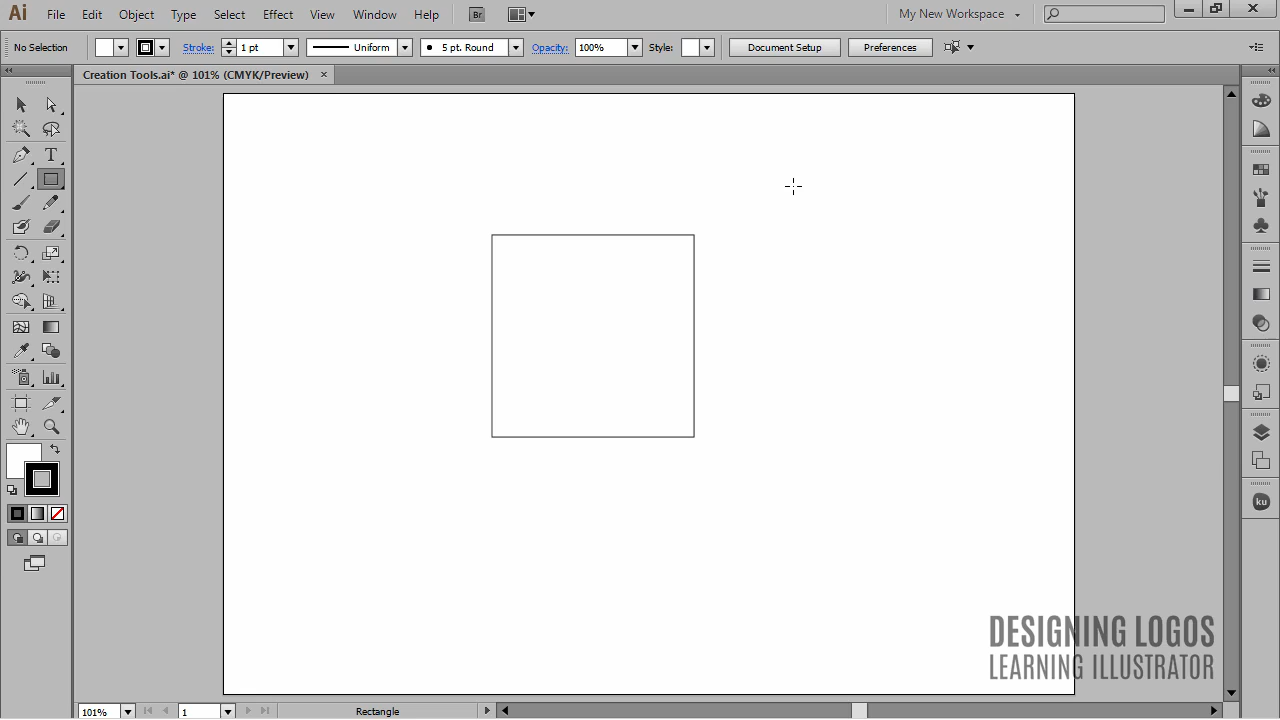 Ai File Edit Object Type Select Effect View Window Help Br My New Workspace
No Selection Stroke: 1 pt Uniform 5 pt. Round Opacity: 100% Style: Document Setup Preferences
Creation Tools.ai* @ 101% (CMYK/Preview) ×
T
ku
DESIGNING LOGOS
LEARNING ILLUSTRATOR
101% 1 Rectangle